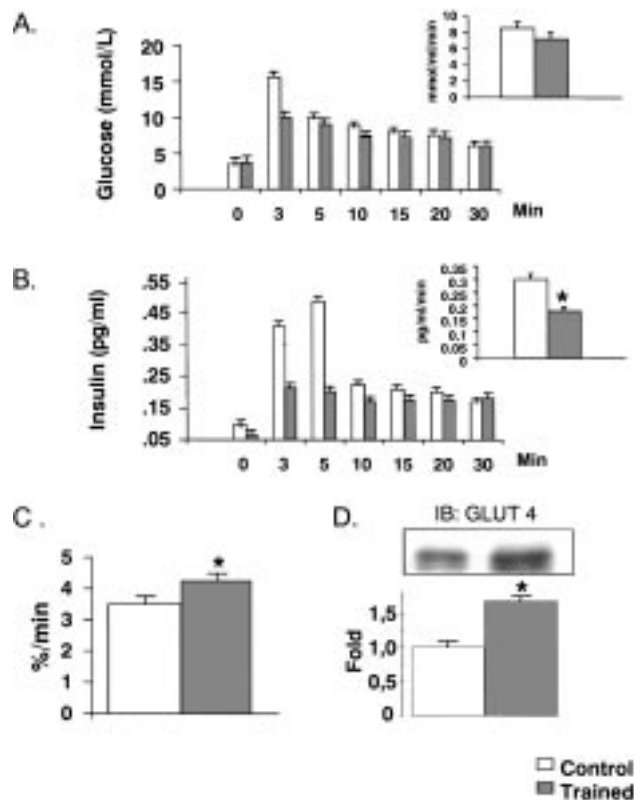 A.
Glucose (mmol/L)
20
15
10
5
0
0 3 5 10 15 20 30 Min
10
8
6
4
2
0
B.
Insulin (pg/ml)
.55
.45
.35
.25
.15
.05
0 3 5 10 15 20 30 Min
pg/ml/min
0.35
0.3
0.25
0.2
0.15
0.1
0.05
0
*
C.
%/min
5
4
3
2
1
0
*
D.
IB: GLUT 4
Fold
1,5
1,0
0,5
0
*
Control
Trained